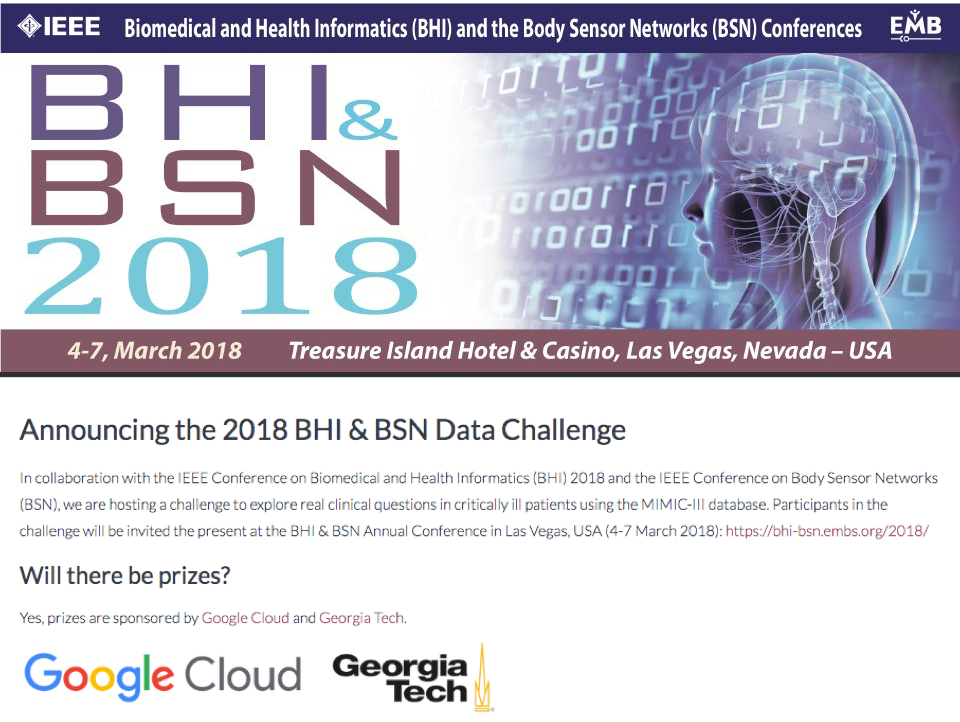 IEEE Biomedical and Health Informatics (BHI) and the Body Sensor Networks (BSN) Conferences EMB
BHI&
BSN
2018
4-7, March 2018 Treasure Island Hotel & Casino, Las Vegas, Nevada – USA
Announcing the 2018 BHI & BSN Data Challenge
In collaboration with the IEEE Conference on Biomedical and Health Informatics (BHI) 2018 and the IEEE Conference on Body Sensor Networks
(BSN), we are hosting a challenge to explore real clinical questions in critically ill patients using the MIMIC-III database. Participants in the
challenge will be invited the present at the BHI & BSN Annual Conference in Las Vegas, USA (4-7 March 2018): https://bhi-bsn.embs.org/2018/
Will there be prizes?
Yes, prizes are sponsored by Google Cloud and Georgia Tech.
Google Cloud Georgia
Tech